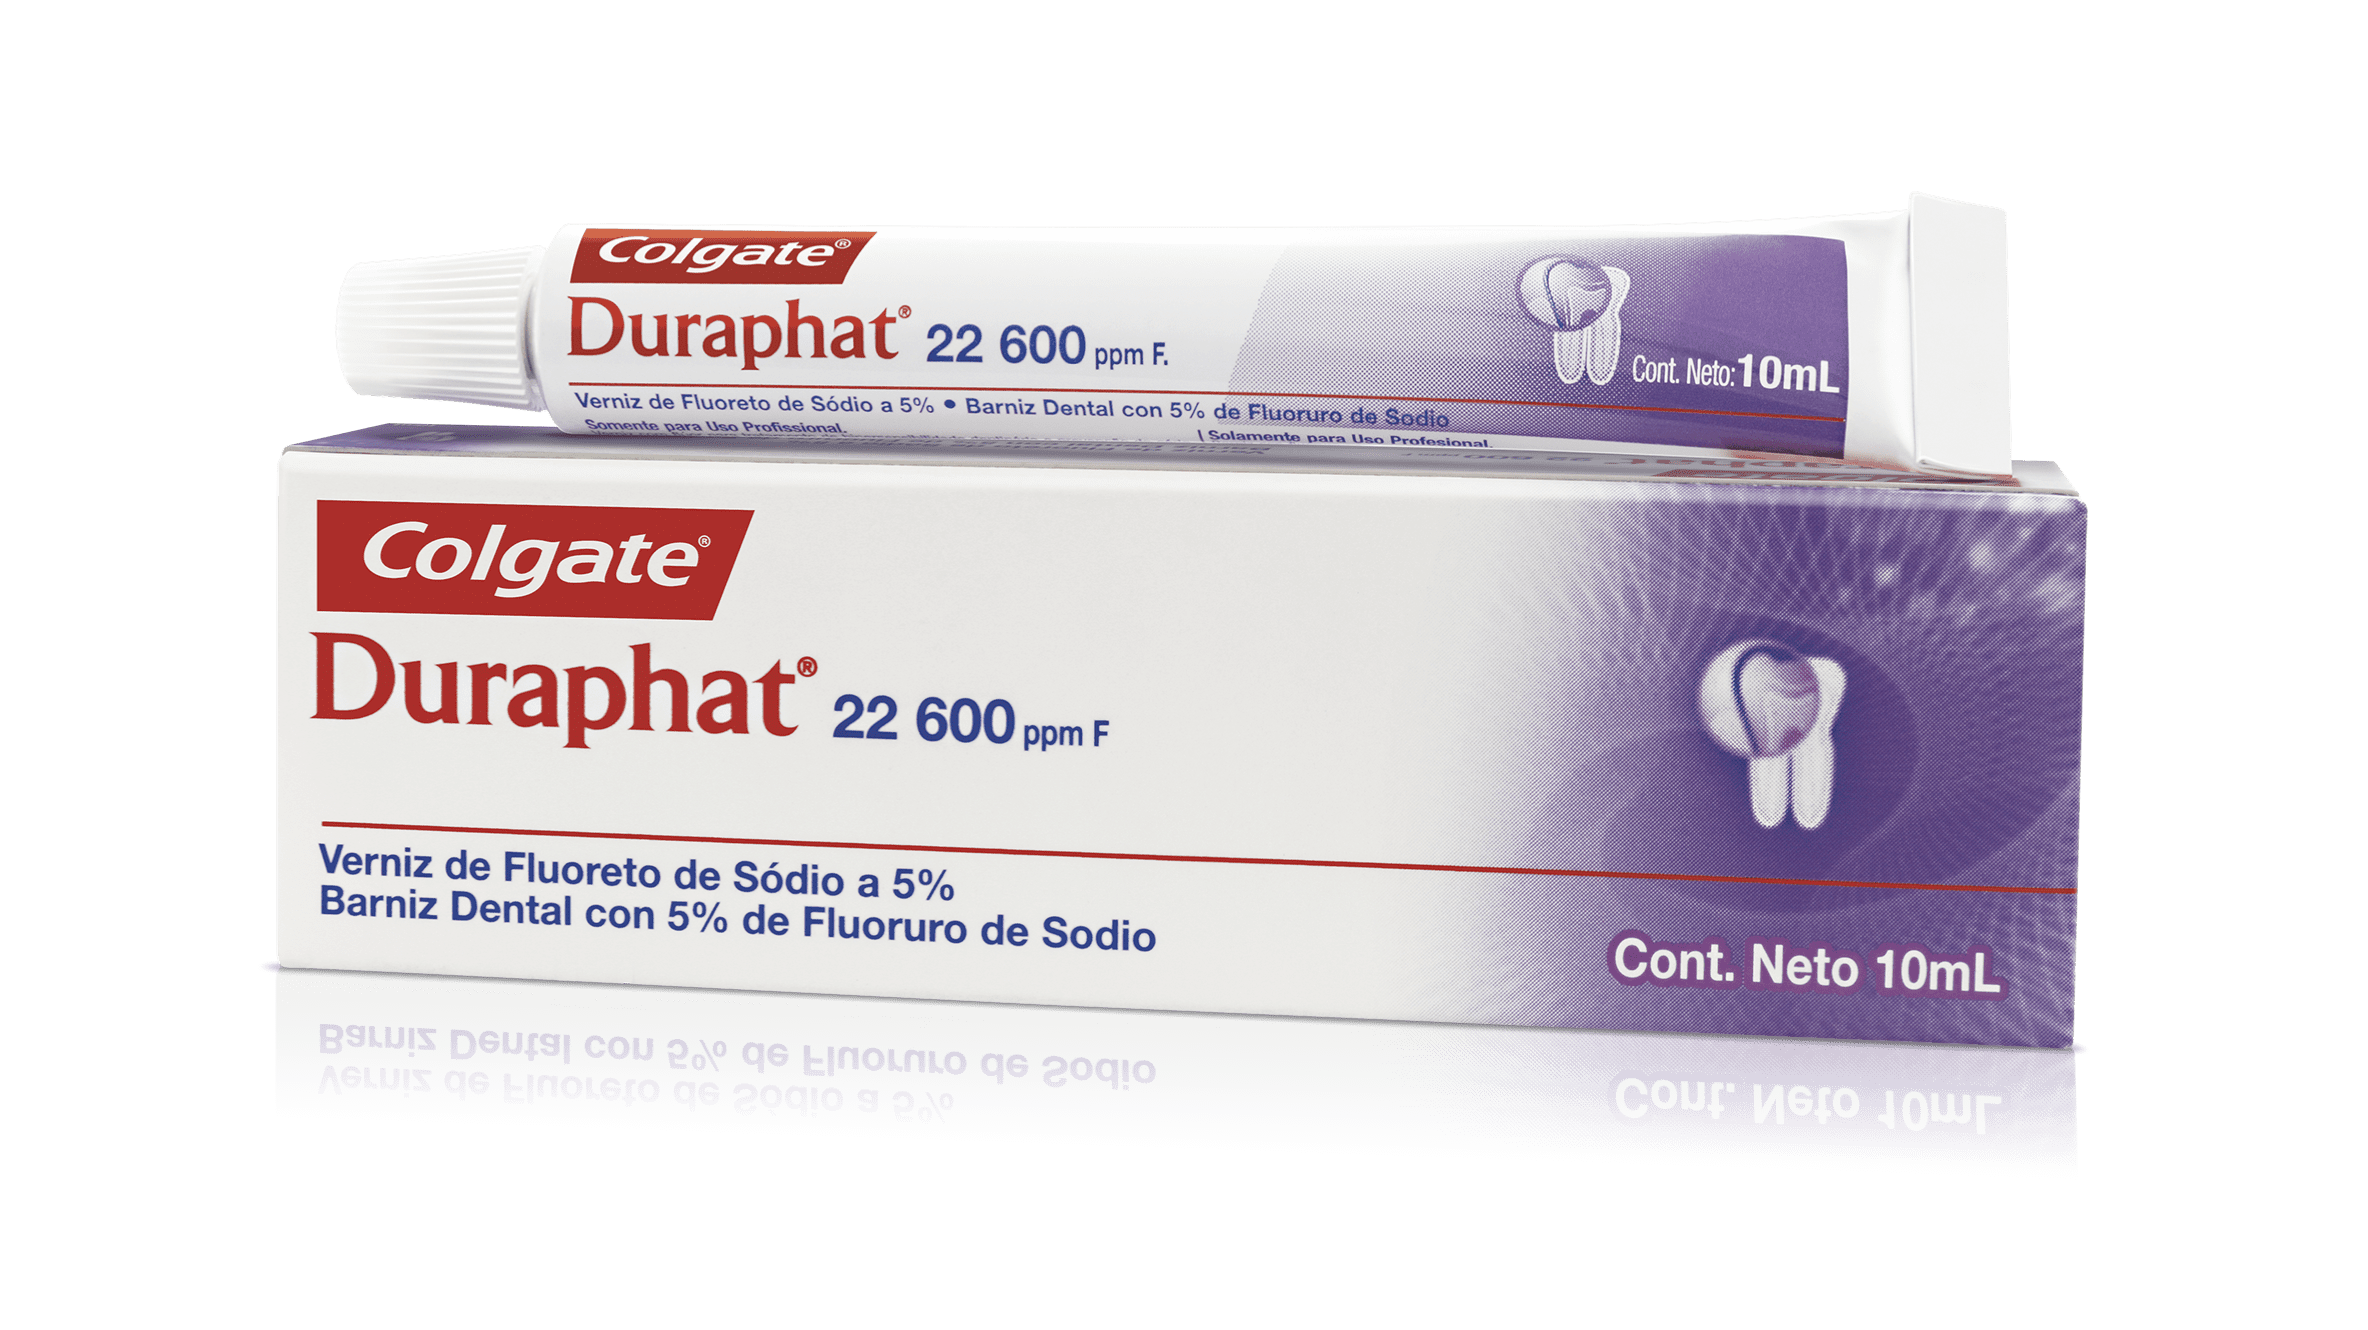 Colgate®
Duraphat® 22 600 ppm F.
Cont. Neto: 10mL
Verniz de Fluoreto de Sódio a 5% • Barniz Dental con 5% de Fluoruro de Sodio
Somente para Uso Profissional. | Solamente para Uso Profesional.
Colgate®
Duraphat® 22 600 ppm F
Verniz de Fluoreto de Sódio a 5%
Barniz Dental con 5% de Fluoruro de Sodio
Cont. Neto 10mL